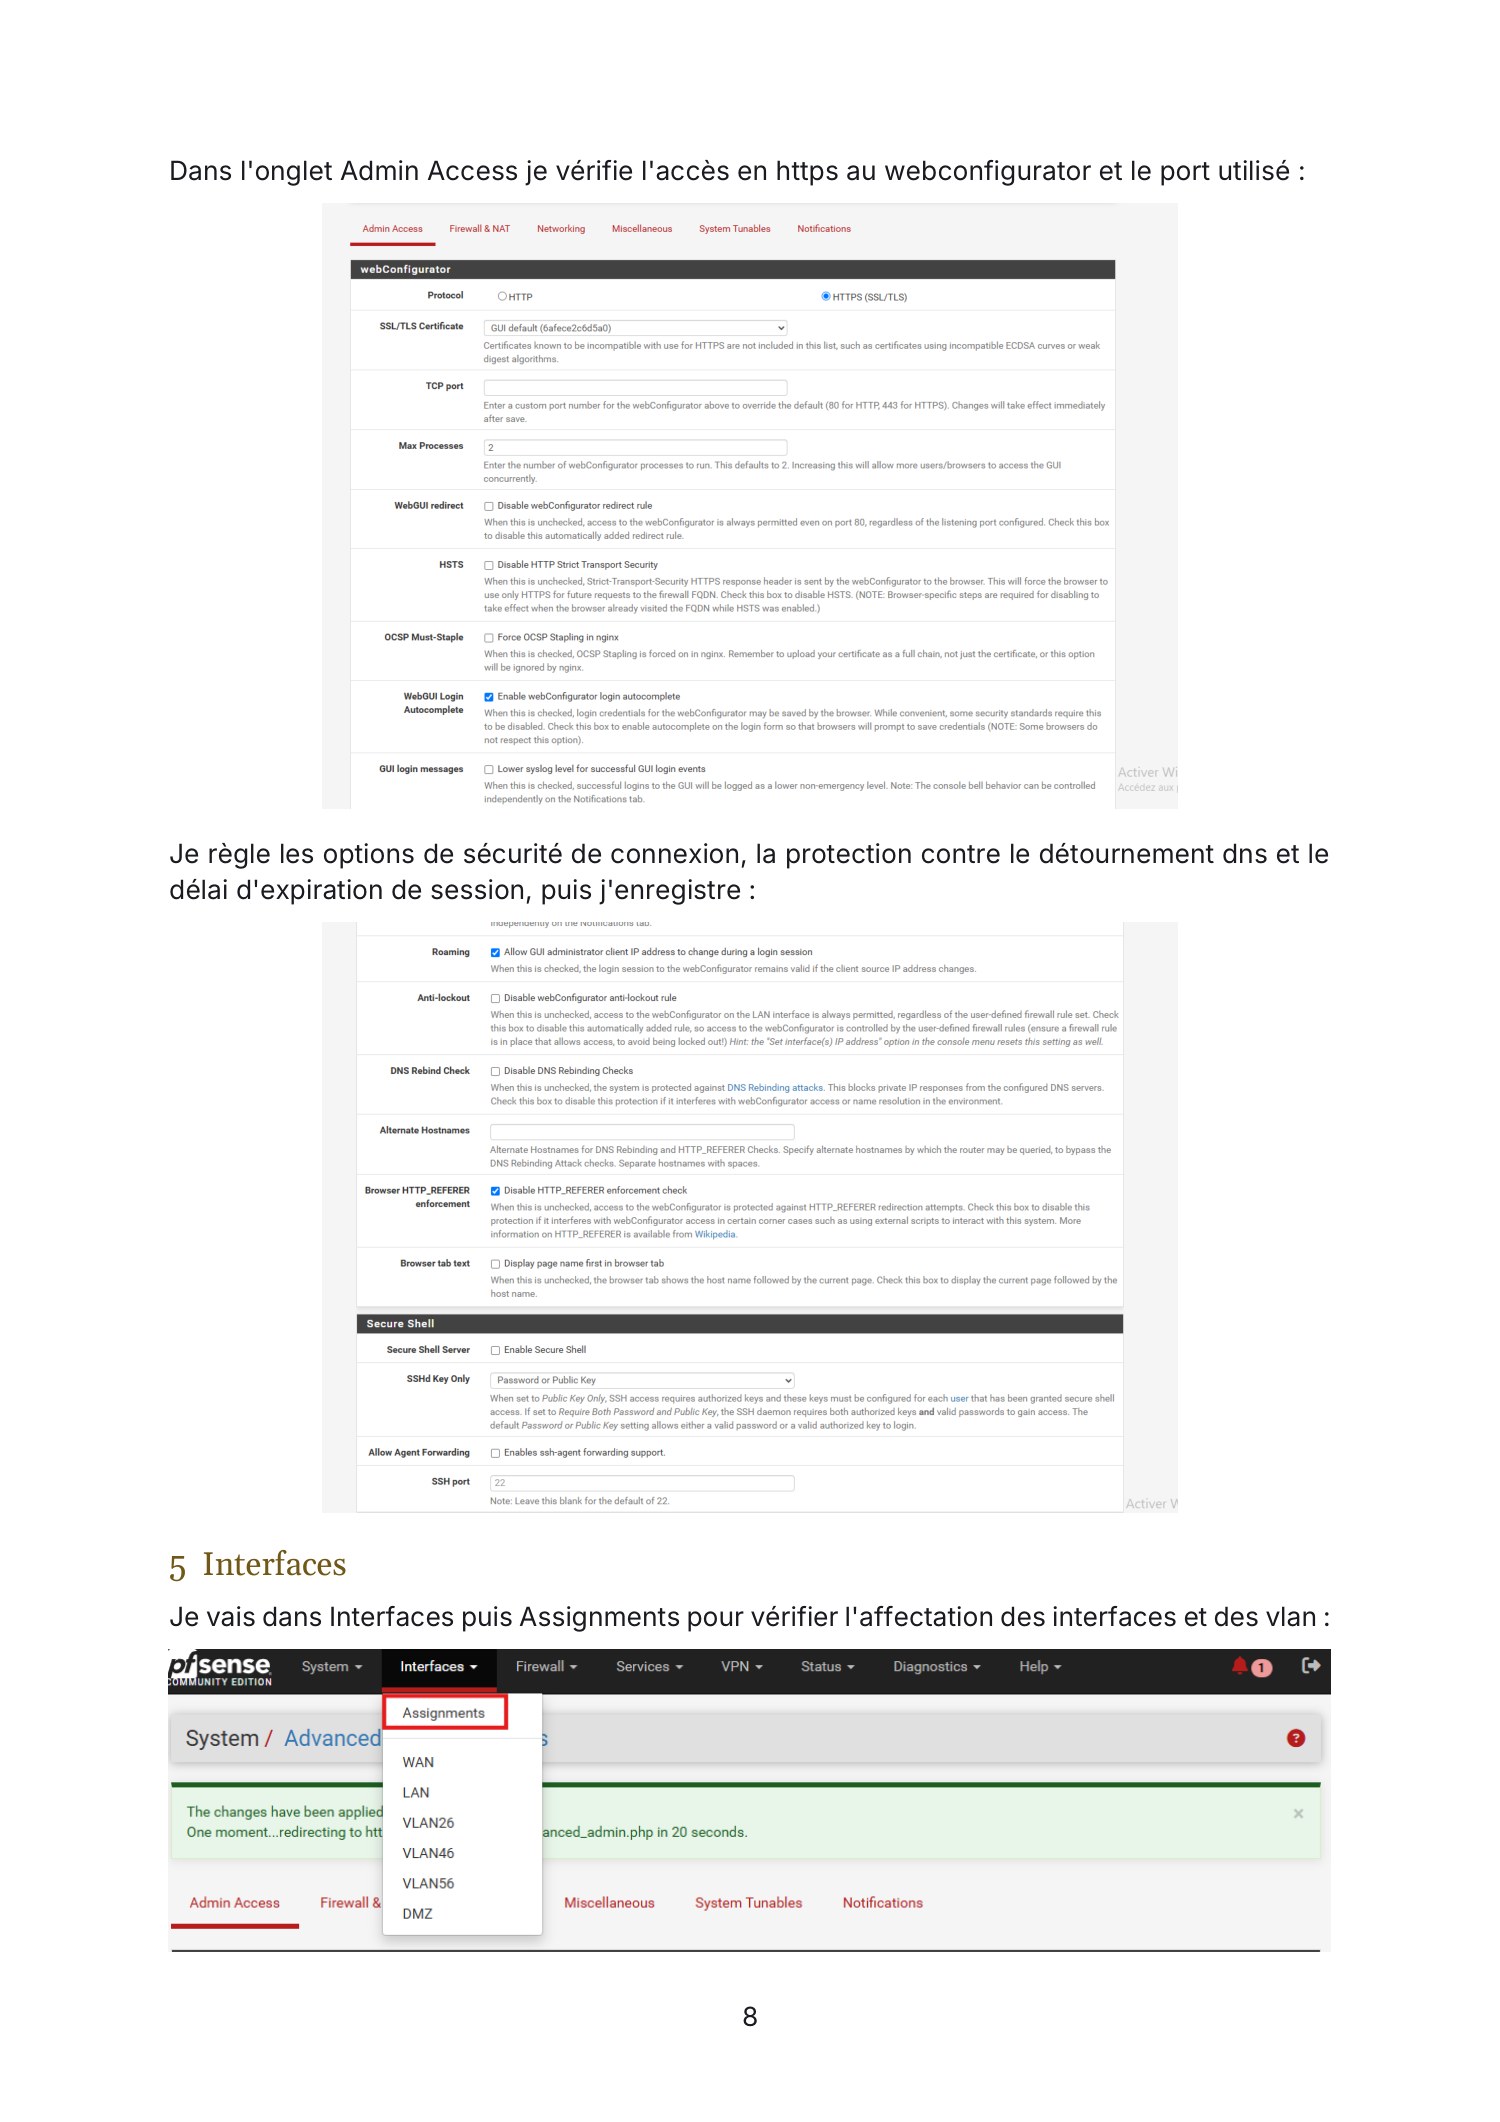 Dans l'onglet Admin Access je vérifie l'accès en https au webconfigurator et le port utilisé :
Admin Access Firewall & NAT Networking Miscellaneous System Tunables Notifications
webConfigurator
Protocol HTTP HTTPS (SSL/TLS)
SSL/TLS Certificate GUI default (6afece2c6d5a0)
Certificates known to be incompatible with use for HTTPS are not included in this list, such as certificates using incompatible ECDSA curves or weak
digest algorithms.
TCP port
Enter a custom port number for the webConfigurator above to override the default (80 for HTTP, 443 for HTTPS). Changes will take effect immediately
after save.
Max Processes 2
Enter the number of webConfigurator processes to run. This defaults to 2. Increasing this will allow more users/browsers to access the GUI
concurrently.
WebGUI redirect Disable webConfigurator redirect rule
When this is unchecked, access to the webConfigurator is always permitted even on port 80, regardless of the listening port configured. Check this box
to disable this automatically added redirect rule.
HSTS Disable HTTP Strict Transport Security
When this is unchecked, Strict-Transport-Security HTTPS response header is sent by the webConfigurator to the browser. This will force the browser to
use only HTTPS for future requests to the firewall FQDN. Check this box to disable HSTS. (NOTE: Browser-specific steps are required for disabling to
take effect when the browser already visited the FQDN while HSTS was enabled.)
OCSP Must-Staple Force OCSP Stapling in nginx
When this is checked, OCSP Stapling is forced on in nginx. Remember to upload your certificate as a full chain, not just the certificate, or this option
will be ignored by nginx.
WebGUI Login Enable webConfigurator login autocomplete
Autocomplete When this is checked, login credentials for the webConfigurator may be saved by the browser. While convenient, some security standards require this
to be disabled. Check this box to enable autocomplete on the login form so that browsers will prompt to save credentials (NOTE: Some browsers do
not respect this option).
GUI login messages Lower syslog level for successful GUI login events
Activer Wi
When this is checked, successful logins to the GUI will be logged as a lower non-emergency level. Note: The console bell behavior can be controlled
Accédez aux
independently on the Notifications tab.
Je règle les options de sécurité de connexion, la protection contre le détournement dns et le
délai d'expiration de session, puis j'enregistre :
independently on the Notifications tab.
Roaming Allow GUI administrator client IP address to change during a login session
When this is checked, the login session to the webConfigurator remains valid if the client source IP address changes.
Anti-lockout Disable webConfigurator anti-lockout rule
When this is unchecked, access to the webConfigurator on the LAN interface is always permitted, regardless of the user-defined firewall rule set. Check
this box to disable this automatically added rule, so access to the webConfigurator is controlled by the user-defined firewall rules (ensure a firewall rule
is in place that allows access, to avoid being locked out!) Hint: the "Set interface(s) IP address" option in the console menu resets this setting as well.
DNS Rebind Check Disable DNS Rebinding Checks
When this is unchecked, the system is protected against DNS Rebinding attacks. This blocks private IP responses from the configured DNS servers.
Check this box to disable this protection if it interferes with webConfigurator access or name resolution in the environment.
Alternate Hostnames
Alternate Hostnames for DNS Rebinding and HTTP_REFERER Checks. Specify alternate hostnames by which the router may be queried, to bypass the
DNS Rebinding Attack checks. Separate hostnames with spaces.
Browser HTTP_REFERER Disable HTTP_REFERER enforcement check
enforcement When this is unchecked, access to the webConfigurator is protected against HTTP_REFERER redirection attempts. Check this box to disable this
protection if it interferes with webConfigurator access in certain corner cases such as using external scripts to interact with this system. More
information on HTTP_REFERER is available from Wikipedia.
Browser tab text Display page name first in browser tab
When this is unchecked, the browser tab shows the host name followed by the current page. Check this box to display the current page followed by the
host name.
Secure Shell
Secure Shell Server Enable Secure Shell
SSHd Key Only Password or Public Key
When set to Public Key Only, SSH access requires authorized keys and these keys must be configured for each user that has been granted secure shell
access. If set to Require Both Password and Public Key, the SSH daemon requires both authorized keys and valid passwords to gain access. The
default Password or Public Key setting allows either a valid password or a valid authorized key to login.
Allow Agent Forwarding Enables ssh-agent forwarding support.
SSH port 22
Note: Leave this blank for the default of 22.
Activer W
5 Interfaces
Je vais dans Interfaces puis Assignments pour vérifier l'affectation des interfaces et des vlan :
pfsense System Interfaces Firewall Services VPN Status Diagnostics Help 1
COMMUNITY EDITION
Assignments
System / Advanced s ?
WAN
LAN
The changes have been applied ×
VLAN26
One moment...redirecting to htt anced_admin.php in 20 seconds.
VLAN46
VLAN56
Admin Access Firewall & Miscellaneous System Tunables Notifications
DMZ
8